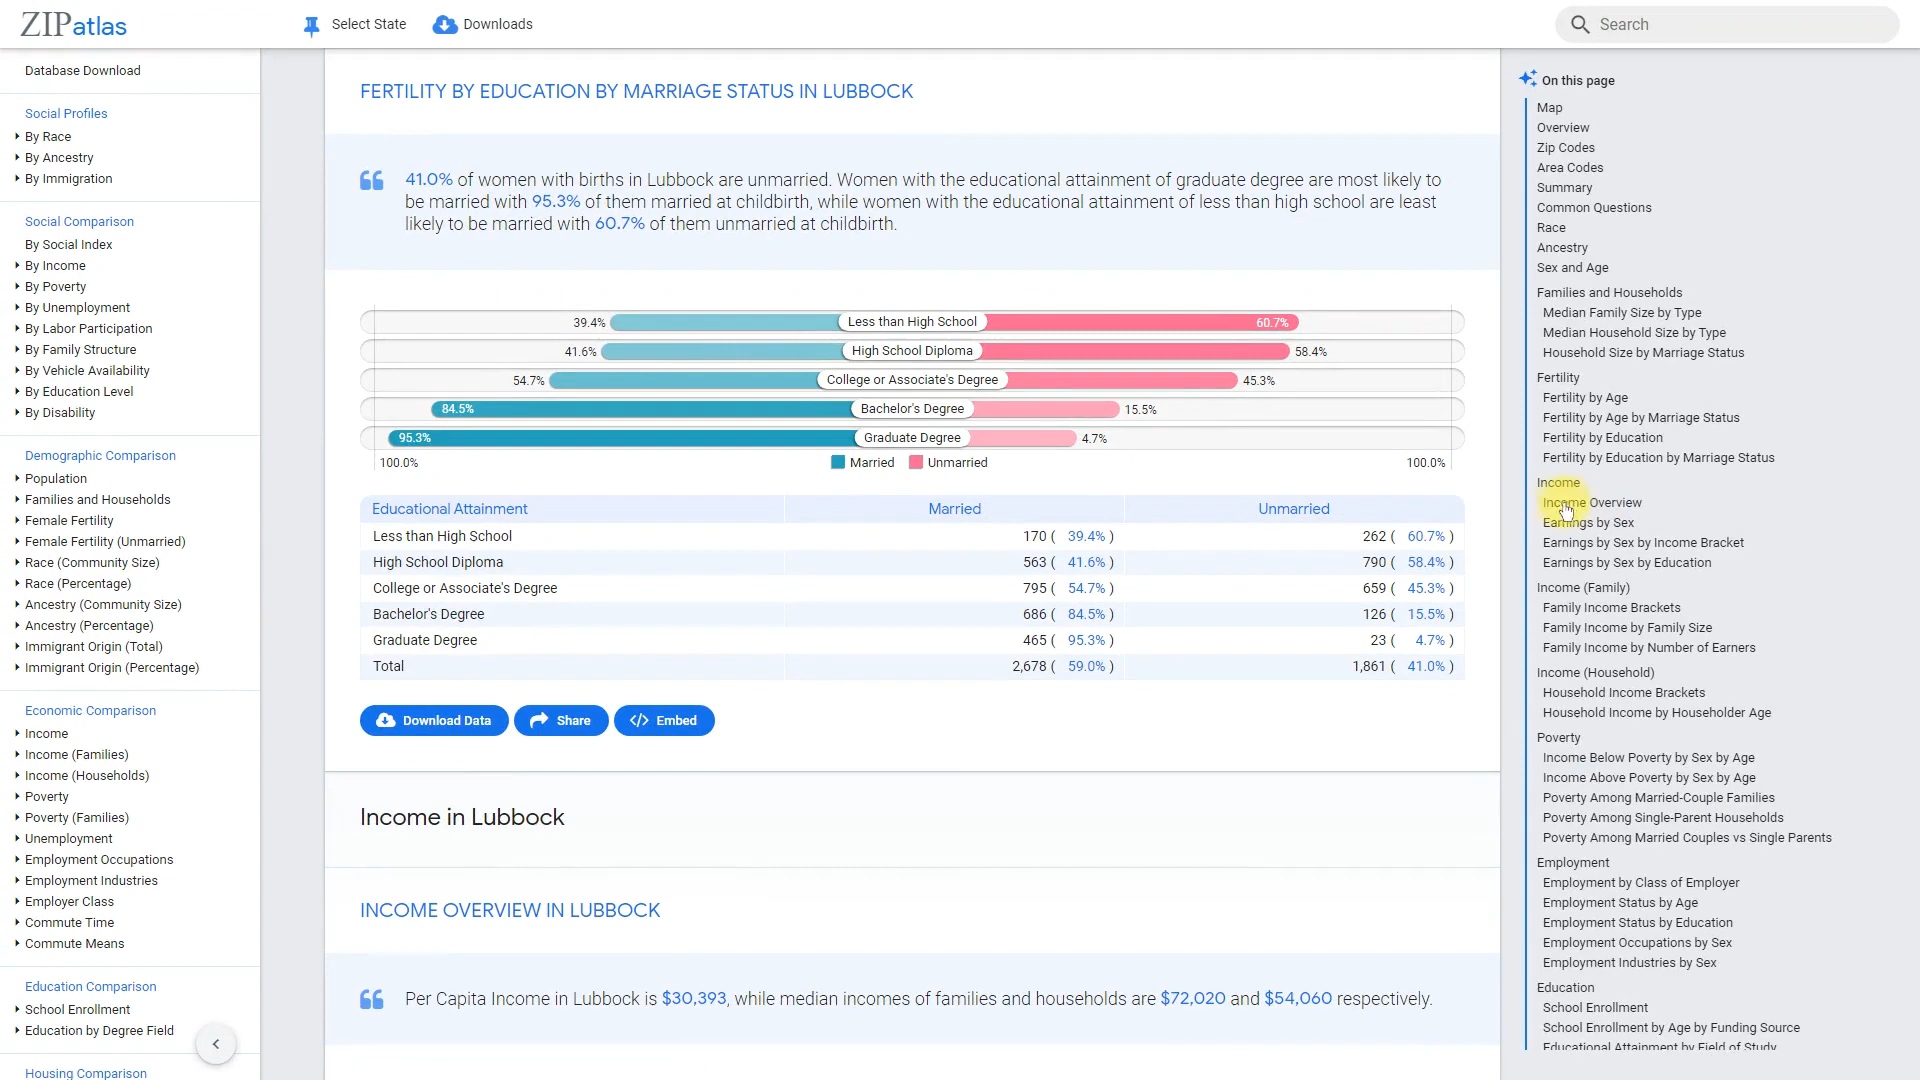 ZIPatlas
Select State
Downloads
Search
Database Download
Social Profiles
By Race
By Ancestry
By Immigration
Social Comparison
By Social Index
By Income
By Poverty
By Unemployment
By Labor Participation
By Family Structure
By Vehicle Availability
By Education Level
By Disability
Demographic Comparison
Population
Families and Households
Female Fertility
Female Fertility (Unmarried)
Race (Community Size)
Race (Percentage)
Ancestry (Community Size)
Ancestry (Percentage)
Immigrant Origin (Total)
Immigrant Origin (Percentage)
Economic Comparison
Income
Income (Families)
Income (Households)
Poverty
Poverty (Families)
Unemployment
Employment Occupations
Employment Industries
Employer Class
Commute Time
Commute Means
Education Comparison
School Enrollment
Education by Degree Field
Housing Comparison
FERTILITY BY EDUCATION BY MARRIAGE STATUS IN LUBBOCK
41.0% of women with births in Lubbock are unmarried. Women with the educational attainment of graduate degree are most likely to
be married with 95.3% of them married at childbirth, while women with the educational attainment of less than high school are least
likely to be married with 60.7% of them unmarried at childbirth.
39.4% Less than High School 60.7%
41.6% High School Diploma 58.4%
54.7% College or Associate's Degree 45.3%
84.5% Bachelor's Degree 15.5%
95.3% Graduate Degree 4.7%
100.0% Married Unmarried 100.0%
Educational Attainment Married Unmarried
Less than High School 170 ( 39.4% ) 262 ( 60.7% )
High School Diploma 563 ( 41.6% ) 790 ( 58.4% )
College or Associate's Degree 795 ( 54.7% ) 659 ( 45.3% )
Bachelor's Degree 686 ( 84.5% ) 126 ( 15.5% )
Graduate Degree 465 ( 95.3% ) 23 ( 4.7% )
Total 2,678 ( 59.0% ) 1,861 ( 41.0% )
Download Data Share Embed
Income in Lubbock
INCOME OVERVIEW IN LUBBOCK
Per Capita Income in Lubbock is $30,393, while median incomes of families and households are $72,020 and $54,060 respectively.
On this page
Map
Overview
Zip Codes
Area Codes
Summary
Common Questions
Race
Ancestry
Sex and Age
Families and Households
Median Family Size by Type
Median Household Size by Type
Household Size by Marriage Status
Fertility
Fertility by Age
Fertility by Age by Marriage Status
Fertility by Education
Fertility by Education by Marriage Status
Income
Income Overview
Earnings by Sex
Earnings by Sex by Income Bracket
Earnings by Sex by Education
Income (Family)
Family Income Brackets
Family Income by Family Size
Family Income by Number of Earners
Income (Household)
Household Income Brackets
Household Income by Householder Age
Poverty
Income Below Poverty by Sex by Age
Income Above Poverty by Sex by Age
Poverty Among Married-Couple Families
Poverty Among Single-Parent Households
Poverty Among Married Couples vs Single Parents
Employment
Employment by Class of Employer
Employment Status by Age
Employment Status by Education
Employment Occupations by Sex
Employment Industries by Sex
Education
School Enrollment
School Enrollment by Age by Funding Source
Educational Attainment by Field of Study